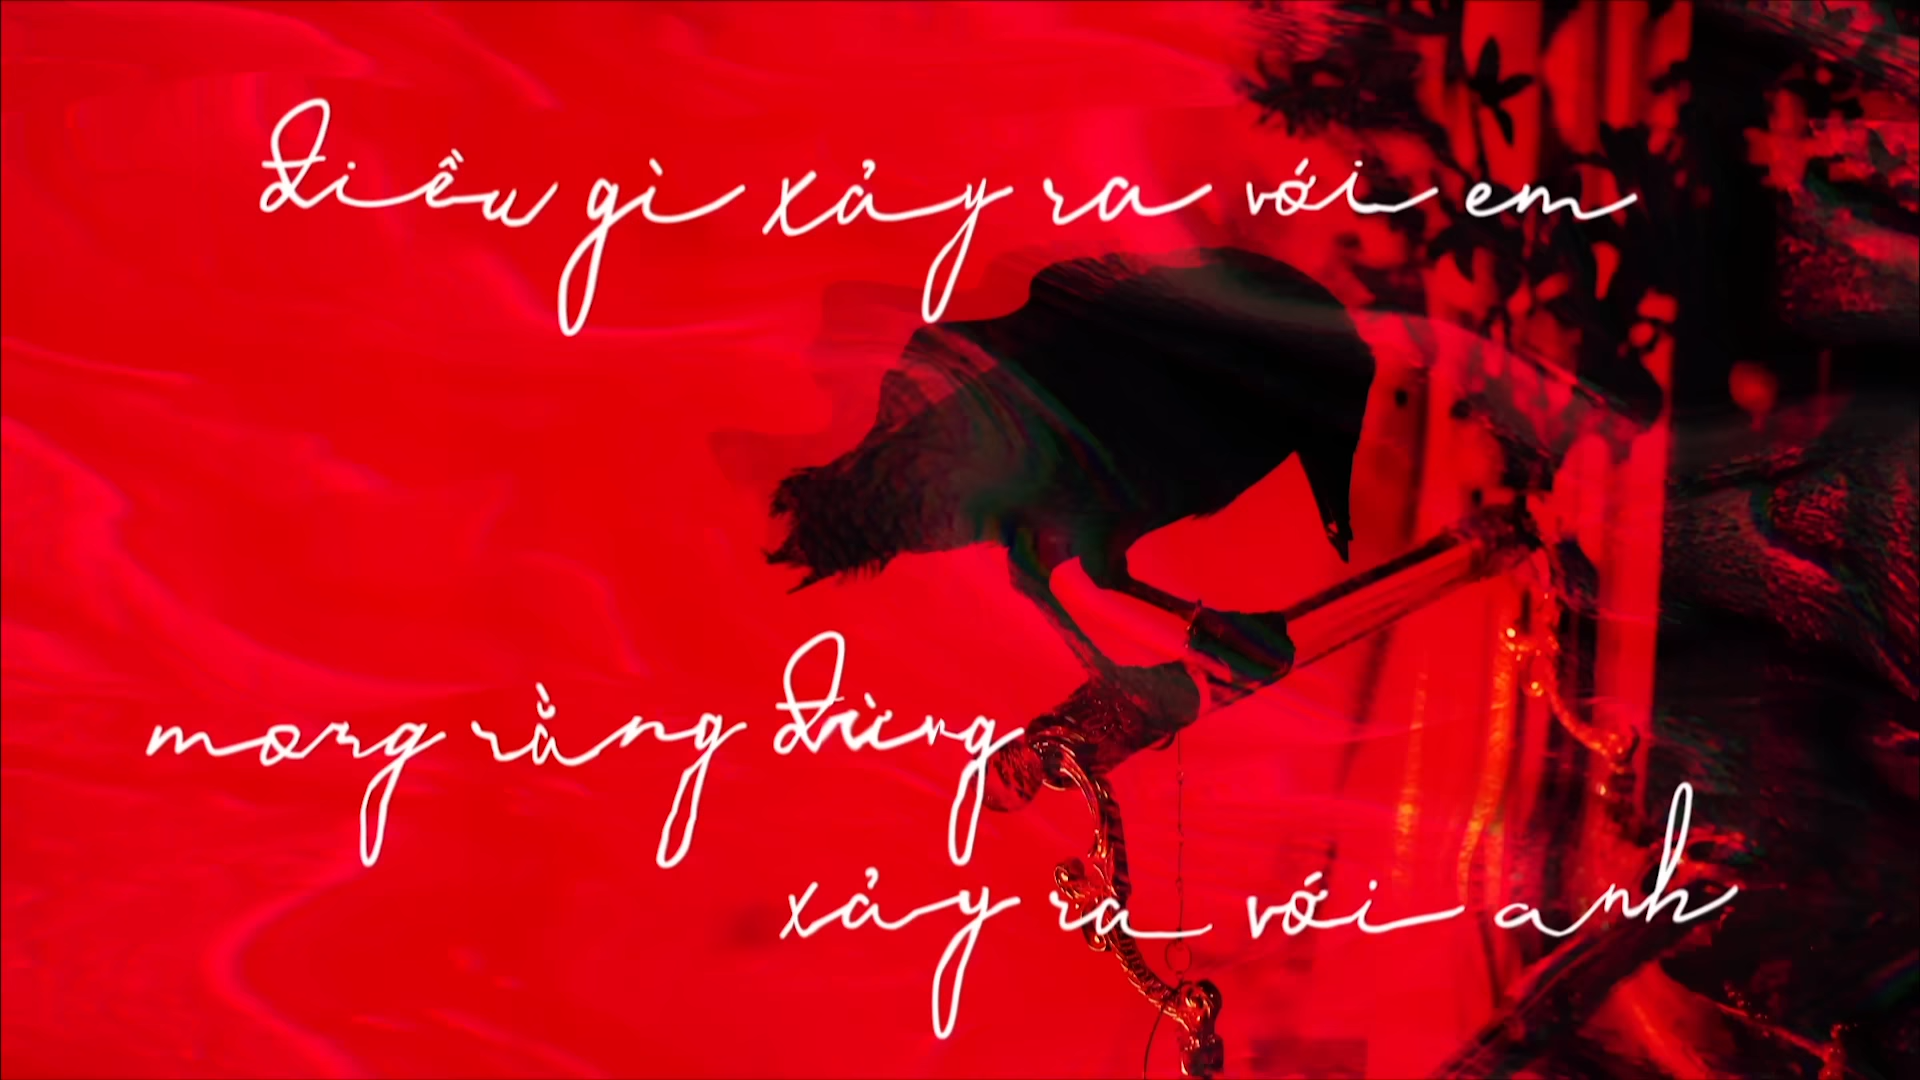 điều gì xảy ra với em
mong rằng đừng
xảy ra với anh